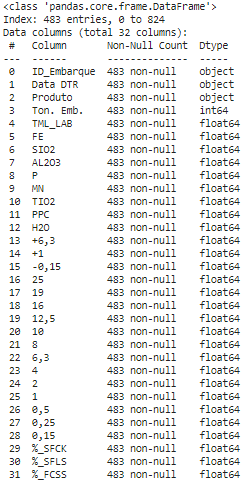 <class 'pandas.core.frame.DataFrame'>
Index: 483 entries, 0 to 824
Data columns (total 32 columns):
#   Column   Non-Null Count   Dtype
---  ------   --------------   -----
0   ID_Embarque   483 non-null   object
1   Data DTR   483 non-null   object
2   Produto   483 non-null   object
3   Ton. Emb.   483 non-null   int64
4   TML_LAB   483 non-null   float64
5   FE   483 non-null   float64
6   SIO2   483 non-null   float64
7   AL2O3   483 non-null   float64
8   P   483 non-null   float64
9   MN   483 non-null   float64
10   TIO2   483 non-null   float64
11   PPC   483 non-null   float64
12   H2O   483 non-null   float64
13   +6,3   483 non-null   float64
14   +1   483 non-null   float64
15   -0,15   483 non-null   float64
16   25   483 non-null   float64
17   19   483 non-null   float64
18   16   483 non-null   float64
19   12,5   483 non-null   float64
20   10   483 non-null   float64
21   8   483 non-null   float64
22   6,3   483 non-null   float64
23   4   483 non-null   float64
24   2   483 non-null   float64
25   1   483 non-null   float64
26   0,5   483 non-null   float64
27   0,25   483 non-null   float64
28   0,15   483 non-null   float64
29   %_SFCK   483 non-null   float64
30   %_SFLS   483 non-null   float64
31   %_FCSS   483 non-null   float64